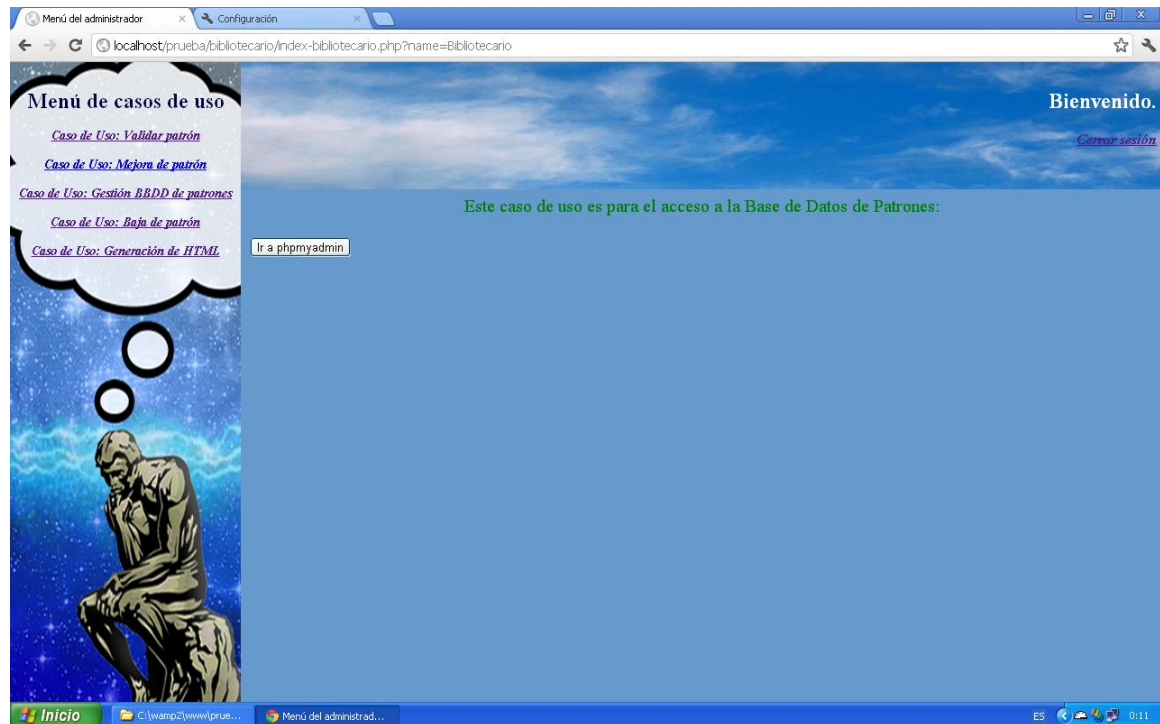 Menú del administrador
Configuración
localhost/prueba/bibliotecario/index-bibliotecario.php?name=Bibliotecario
Menú de casos de uso
Caso de Uso: Validar patrón
Caso de Uso: Mejora de patrón
Caso de Uso: Gestión BBDD de patrones
Caso de Uso: Baja de patrón
Caso de Uso: Generación de HTML
Bienvenido.
Cerrar sesión
Este caso de uso es para el acceso a la Base de Datos de Patrones:
Ir a phpmyadmin
Inicio
C:\wamp2\www\prue...
Menú del administrad...
ES
0:11